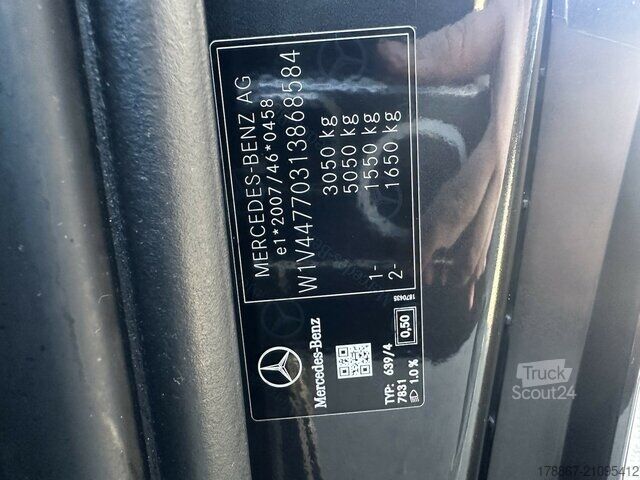 MERCEDES-BENZ AG
e1*2007/46*0458
W1V44770313868584
3050 kg
5050 kg
1- 1550 kg
2- 1650 kg
1870435
Mercedes-Benz
TYP: 639/4
7831
1.0%
0,50
Truck
Scout24
178867-21095412